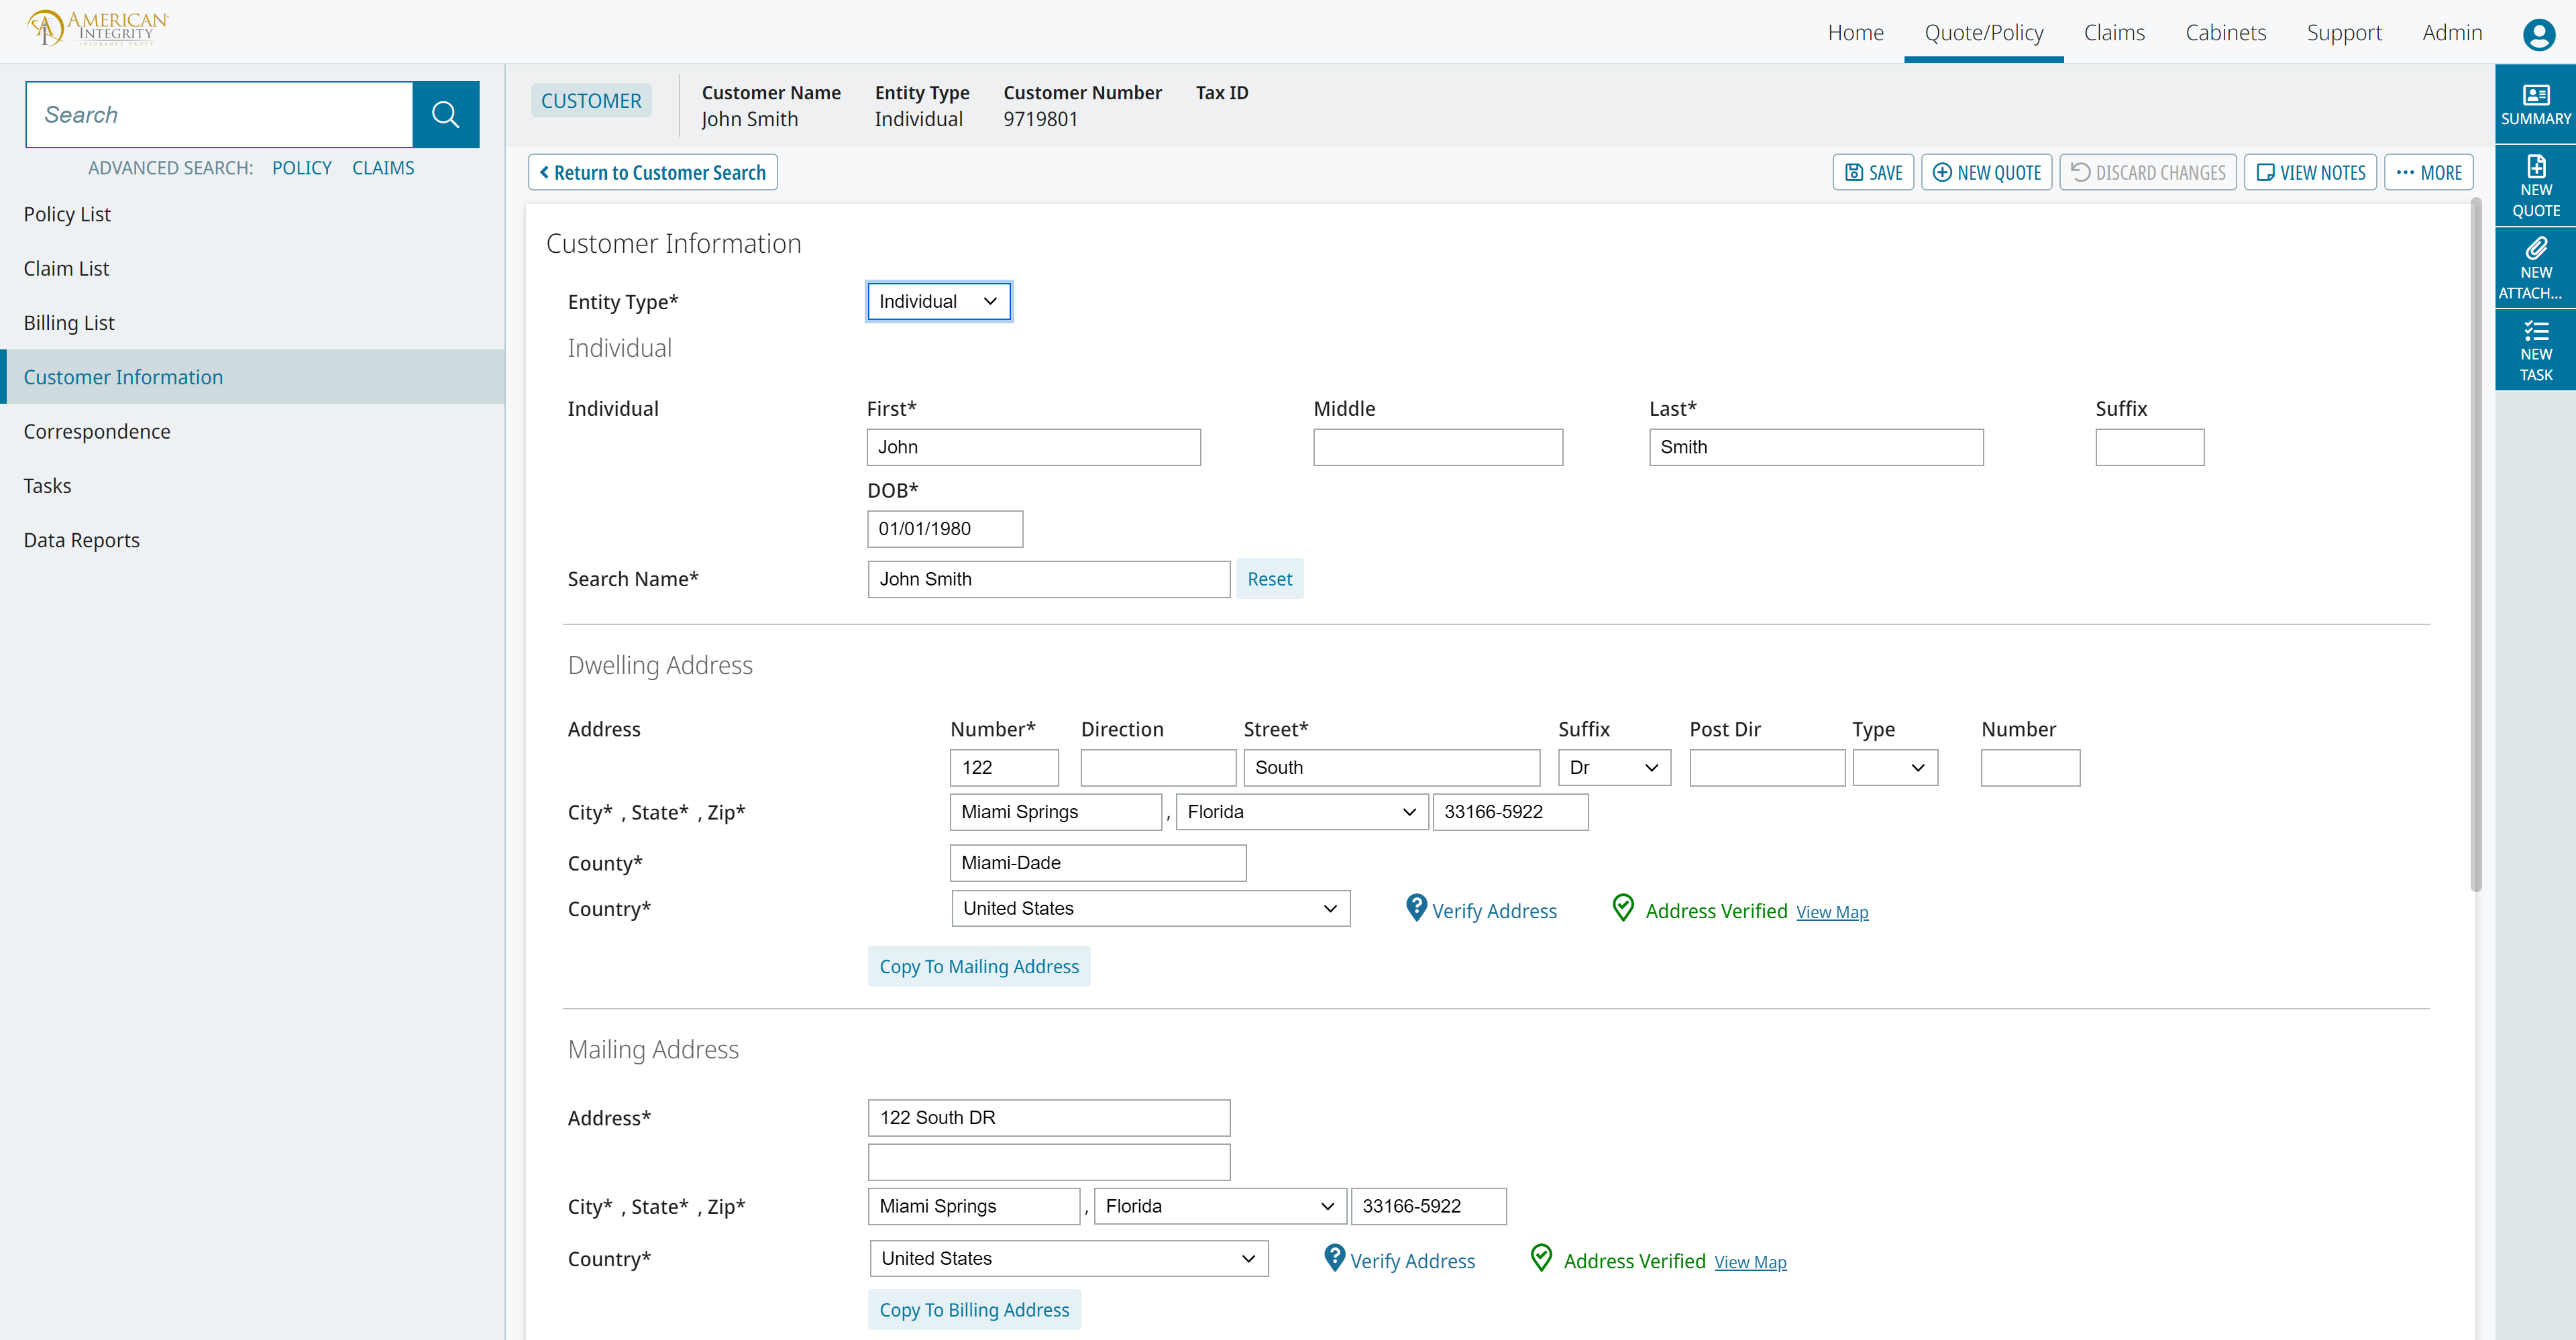 AMERICAN
INTEGRITY
INSURANCE GROUP
Home Quote/Policy Claims Cabinets Support Admin
Search
ADVANCED SEARCH: POLICY CLAIMS
Policy List
Claim List
Billing List
Customer Information
Correspondence
Tasks
Data Reports
CUSTOMER
Customer Name Entity Type Customer Number Tax ID
John Smith Individual 9719801
Return to Customer Search
SAVE NEW QUOTE DISCARD CHANGES VIEW NOTES ••• MORE
SUMMARY
NEW
QUOTE
NEW
ATTACH...
NEW
TASK
Customer Information
Entity Type* Individual
Individual
Individual First* Middle Last* Suffix
John Smith
DOB*
01/01/1980
Search Name* John Smith Reset
Dwelling Address
Address Number* Direction Street* Suffix Post Dir Type Number
122 South Dr
City* , State* , Zip* Miami Springs , Florida 33166-5922
County* Miami-Dade
Country* United States Verify Address Address Verified View Map
Copy To Mailing Address
Mailing Address
Address* 122 South DR
City* , State* , Zip* Miami Springs , Florida 33166-5922
Country* United States Verify Address Address Verified View Map
Copy To Billing Address